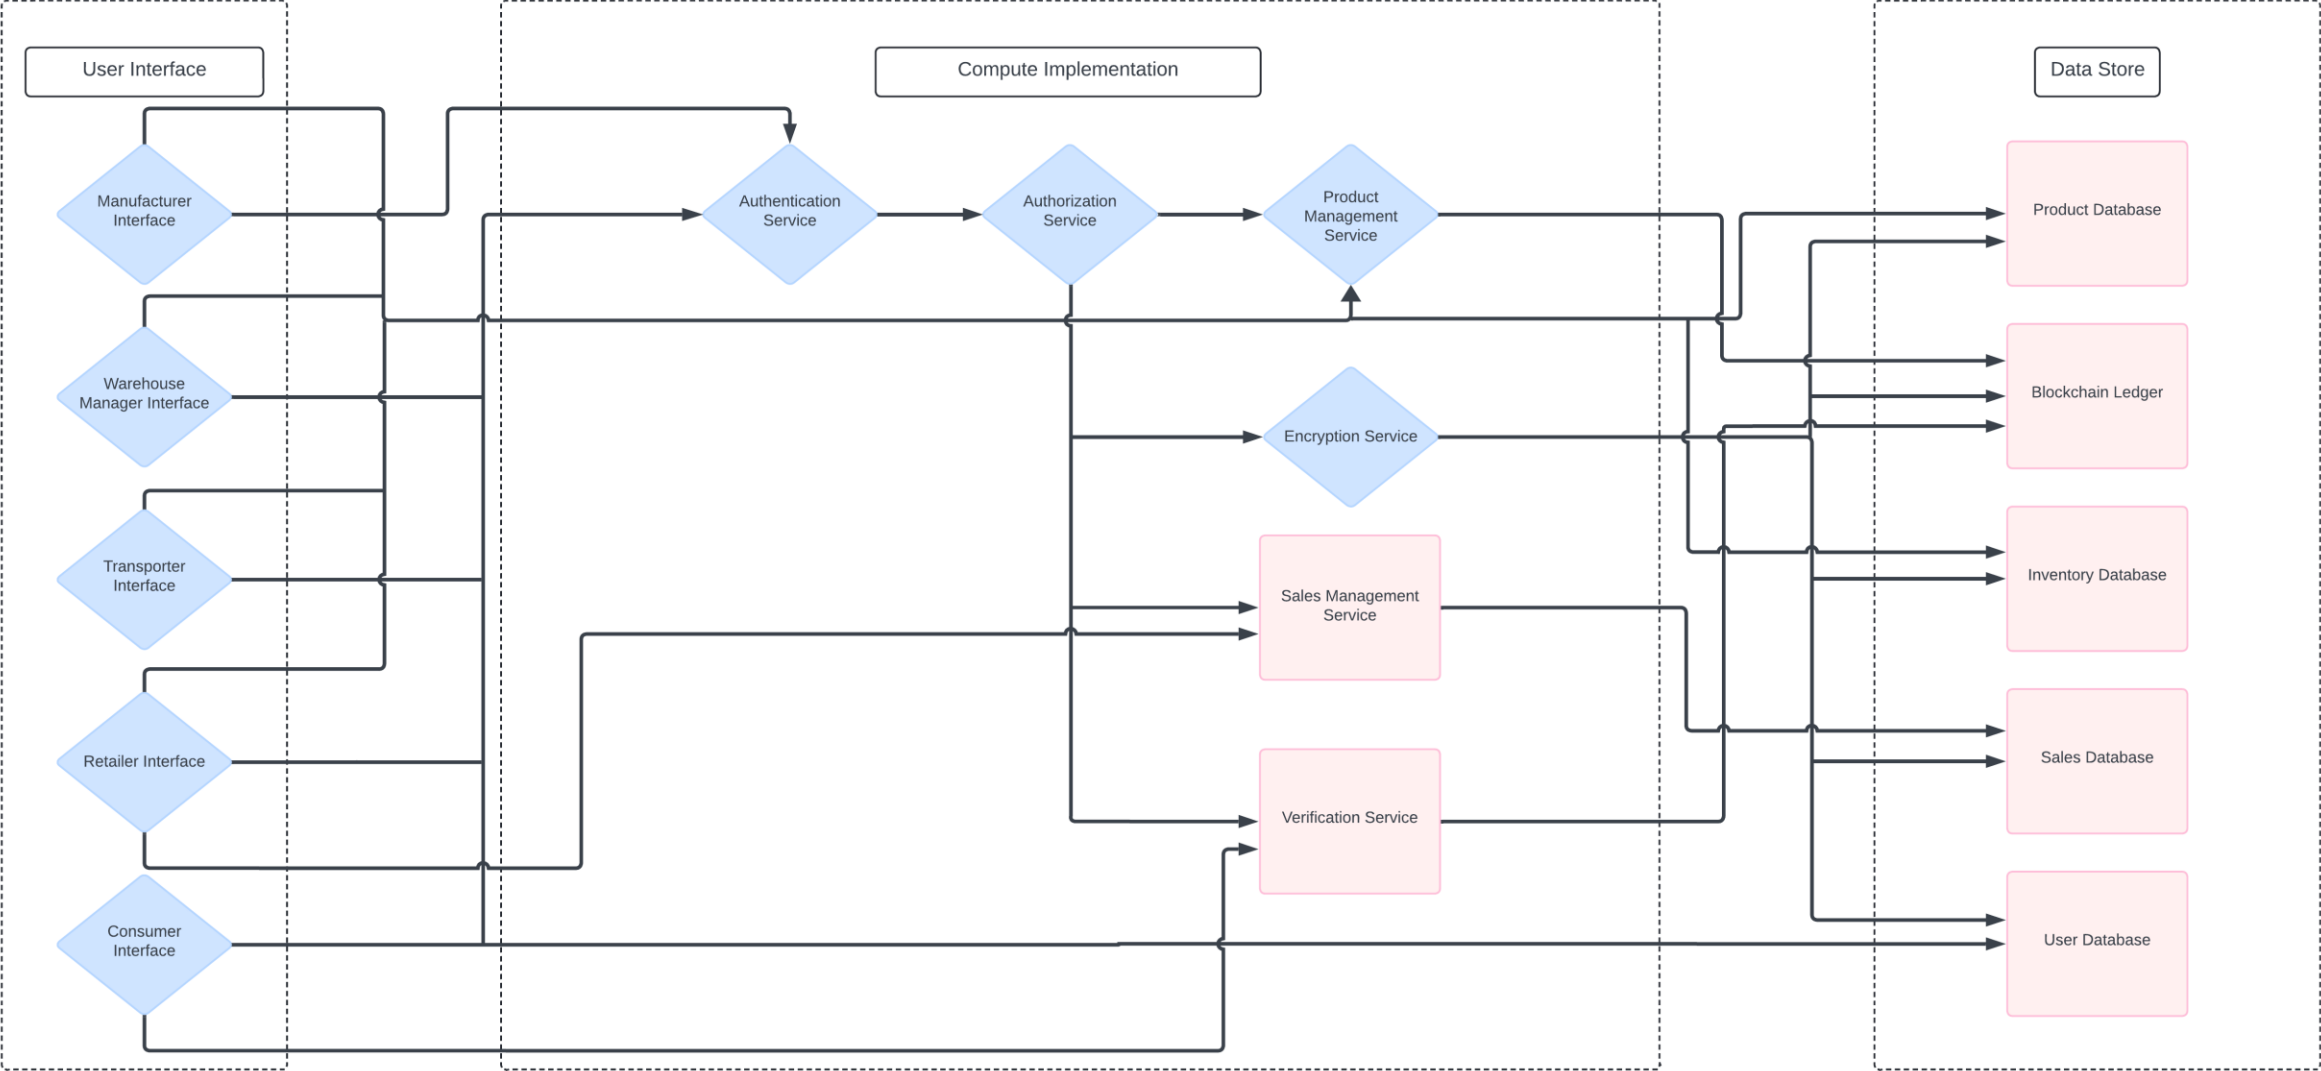 User Interface
Compute Implementation
Data Store
Manufacturer
Interface
Authentication
Service
Authorization
Service
Product
Management
Service
Product Database
Warehouse
Manager Interface
Encryption Service
Blockchain Ledger
Transporter
Interface
Sales Management
Service
Inventory Database
Retailer Interface
Verification Service
Sales Database
Consumer
Interface
User Database